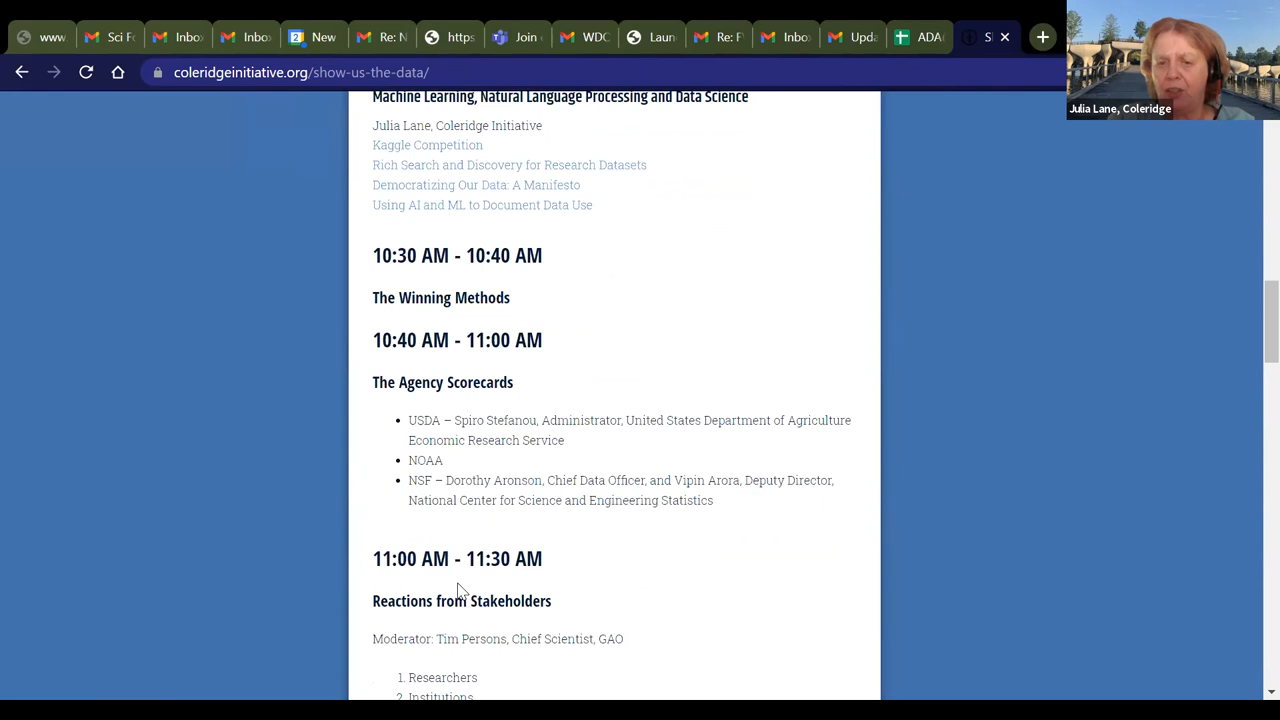 www.
Sci Fo
Inbo
Inbo
2
New
Re: N
https
Join
WDC
Laun
Re: F
Inbo
Upda
ADA
S
coleridgeinitiative.org/show-us-the-data/
Julia Lane, Coleridge
Machine Learning, Natural Language Processing and Data Science
Julia Lane, Coleridge Initiative
Kaggle Competition
Rich Search and Discovery for Research Datasets
Democratizing Our Data: A Manifesto
Using AI and ML to Document Data Use
10:30 AM - 10:40 AM
The Winning Methods
10:40 AM - 11:00 AM
The Agency Scorecards
• USDA – Spiro Stefanou, Administrator, United States Department of Agriculture
Economic Research Service
• NOAA
• NSF – Dorothy Aronson, Chief Data Officer, and Vipin Arora, Deputy Director,
National Center for Science and Engineering Statistics
11:00 AM - 11:30 AM
Reactions from Stakeholders
Moderator: Tim Persons, Chief Scientist, GAO
1. Researchers
2. Institutions